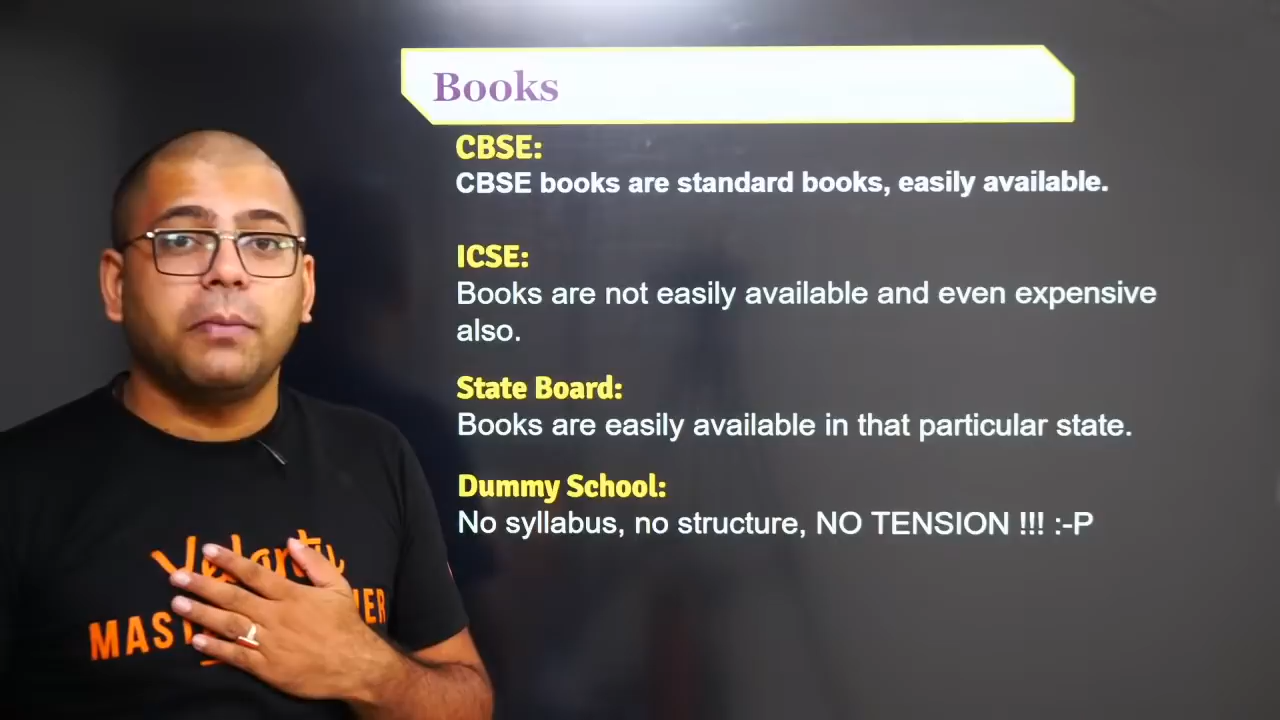 Books
CBSE:
CBSE books are standard books, easily available.
ICSE:
Books are not easily available and even expensive
also.
State Board:
Books are easily available in that particular state.
Dummy School:
No syllabus, no structure, NO TENSION !!! :-P